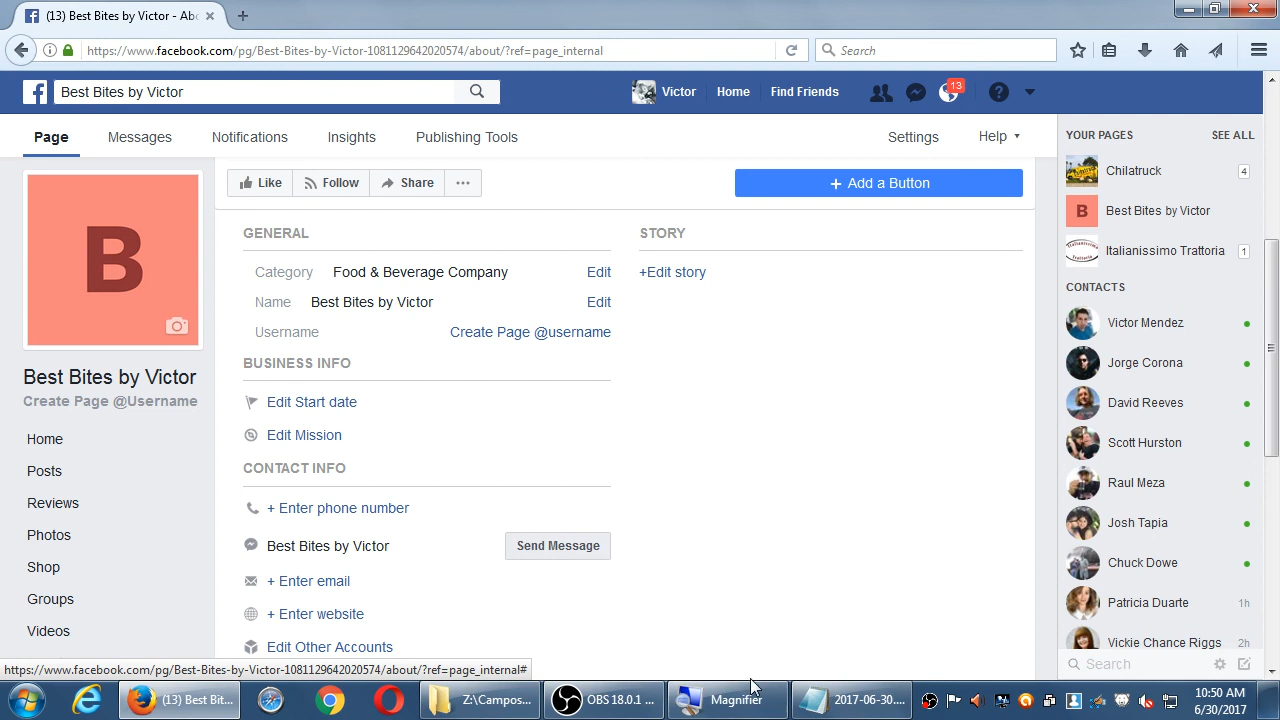 (13) Best Bites by Victor - Abo
https://www.facebook.com/pg/Best-Bites-by-Victor-1081129642020574/about/?ref=page_internal
Search
Best Bites by Victor
Victor
Home
Find Friends
13
Page
Messages
Notifications
Insights
Publishing Tools
Settings
Help
YOUR PAGES
SEE ALL
Chilatruck
4
Best Bites by Victor
Italianissimo Trattoria
1
CONTACTS
Victor Mendez
Jorge Corona
David Reeves
Scott Hurston
Raul Meza
Josh Tapia
Chuck Dowe
Patricia Duarte
1h
Vickie Chance Riggs
2h
Search
B
Best Bites by Victor
Create Page @Username
Home
Posts
Reviews
Photos
Shop
Groups
Videos
Like
Follow
Share
+ Add a Button
GENERAL
Category Food & Beverage Company Edit
Name Best Bites by Victor Edit
Username Create Page @username
BUSINESS INFO
Edit Start date
Edit Mission
CONTACT INFO
+ Enter phone number
Best Bites by Victor
Send Message
+ Enter email
+ Enter website
Edit Other Accounts
STORY
+Edit story
https://www.facebook.com/pg/Best-Bites-by-Victor-1081129642020574/about/?ref=page_internal#
(13) Best Bit...
Z:\Campos...
OBS 18.0.1 ...
Magnifier
2017-06-30....
10:50 AM
6/30/2017